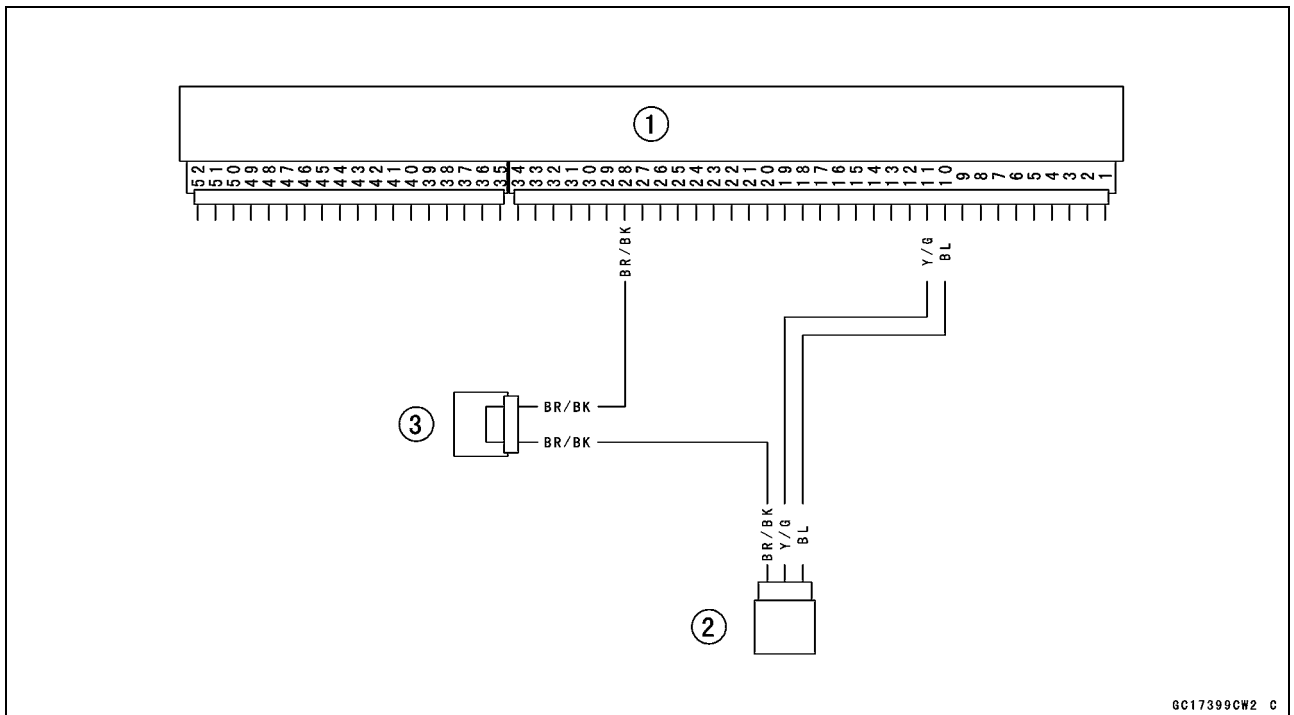 ①
52 51 50 49 48 47 46 45 44 43 42 41 40 39 38 37 36 35 34 33 32 31 30 29 28 27 26 25 24 23 22 21 20 19 18 17 16 15 14 13 12 11 10 9 8 7 6 5 4 3 2 1
BR/BK
Y/G
BL
③
BR/BK
BR/BK
BR/BK
Y/G
BL
②
GC17399CW2 C